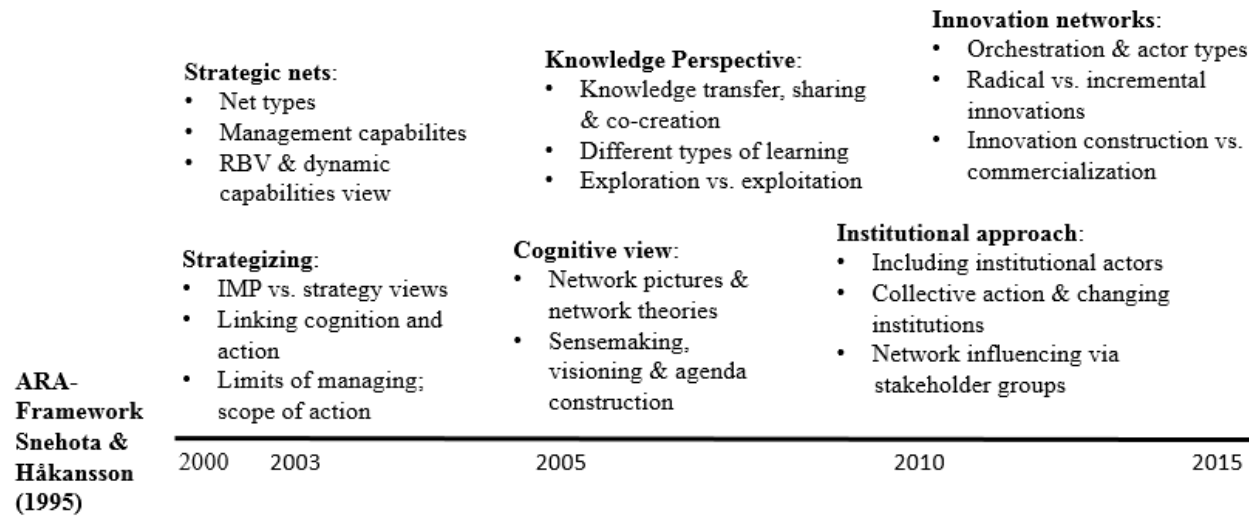 Strategic nets:
• Net types
• Management capabilites
• RBV & dynamic
capabilities view
Knowledge Perspective:
• Knowledge transfer, sharing
& co-creation
• Different types of learning
• Exploration vs. exploitation
Innovation networks:
• Orchestration & actor types
• Radical vs. incremental
innovations
• Innovation construction vs.
commercialization
Strategizing:
• IMP vs. strategy views
• Linking cognition and
action
• Limits of managing;
scope of action
Cognitive view:
• Network pictures &
network theories
• Sensemaking,
visioning & agenda
construction
Institutional approach:
• Including institutional actors
• Collective action & changing
institutions
• Network influencing via
stakeholder groups
ARA-
Framework
Snehota &
Håkansson
(1995)
2000 2003 2005 2010 2015